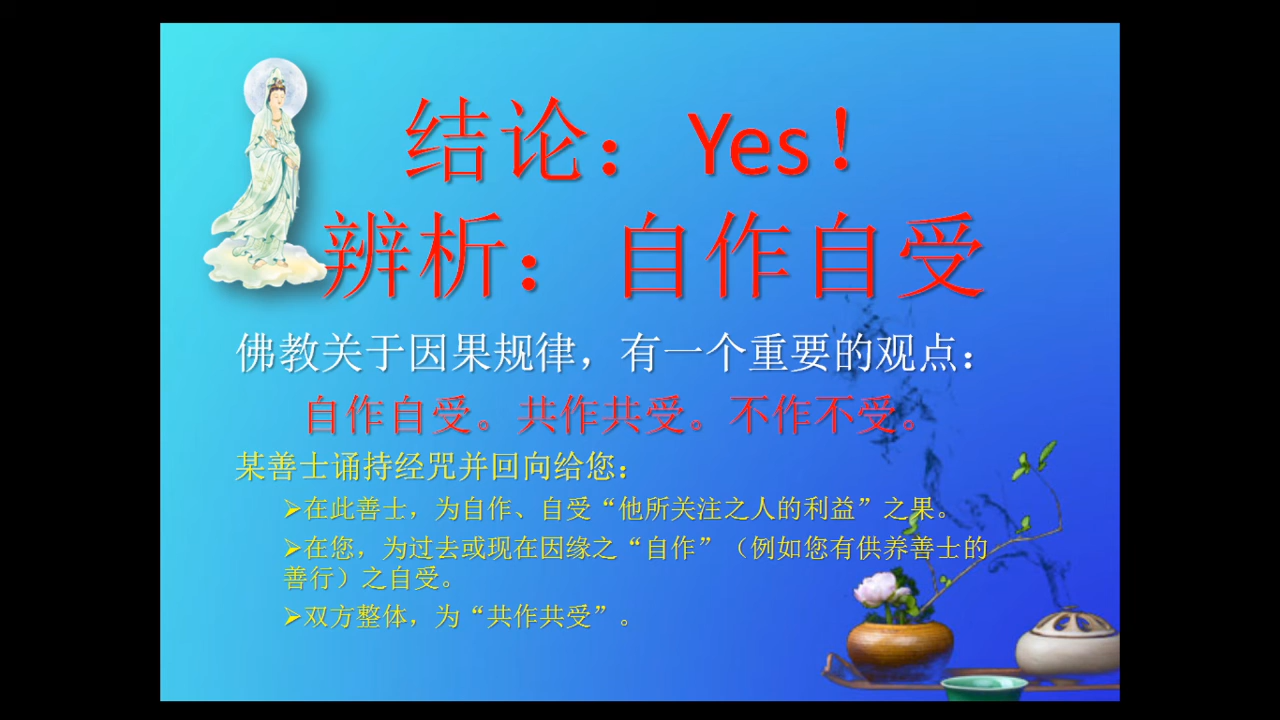 结论：Yes！
辨析：自作自受
佛教关于因果规律，有一个重要的观点：
自作自受。共作共受。不作不受。
某善士诵持经咒并回向给您：
➢在此善士，为自作、自受“他所关注之人的利益”之果。
➢在您，为过去或现在因缘之“自作”（例如您有供养善士的
善行）之自受。
➢双方整体，为“共作共受”。